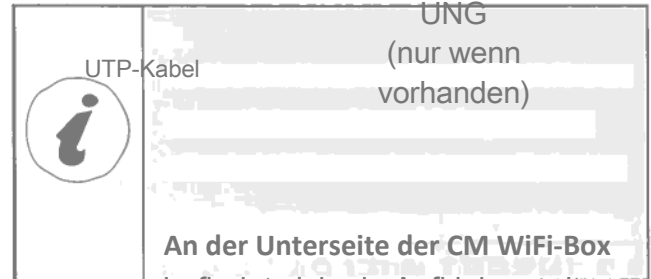 UNG
(nur wenn
vorhanden)
UTP-Kabel
An der Unterseite der CM WiFi-Box